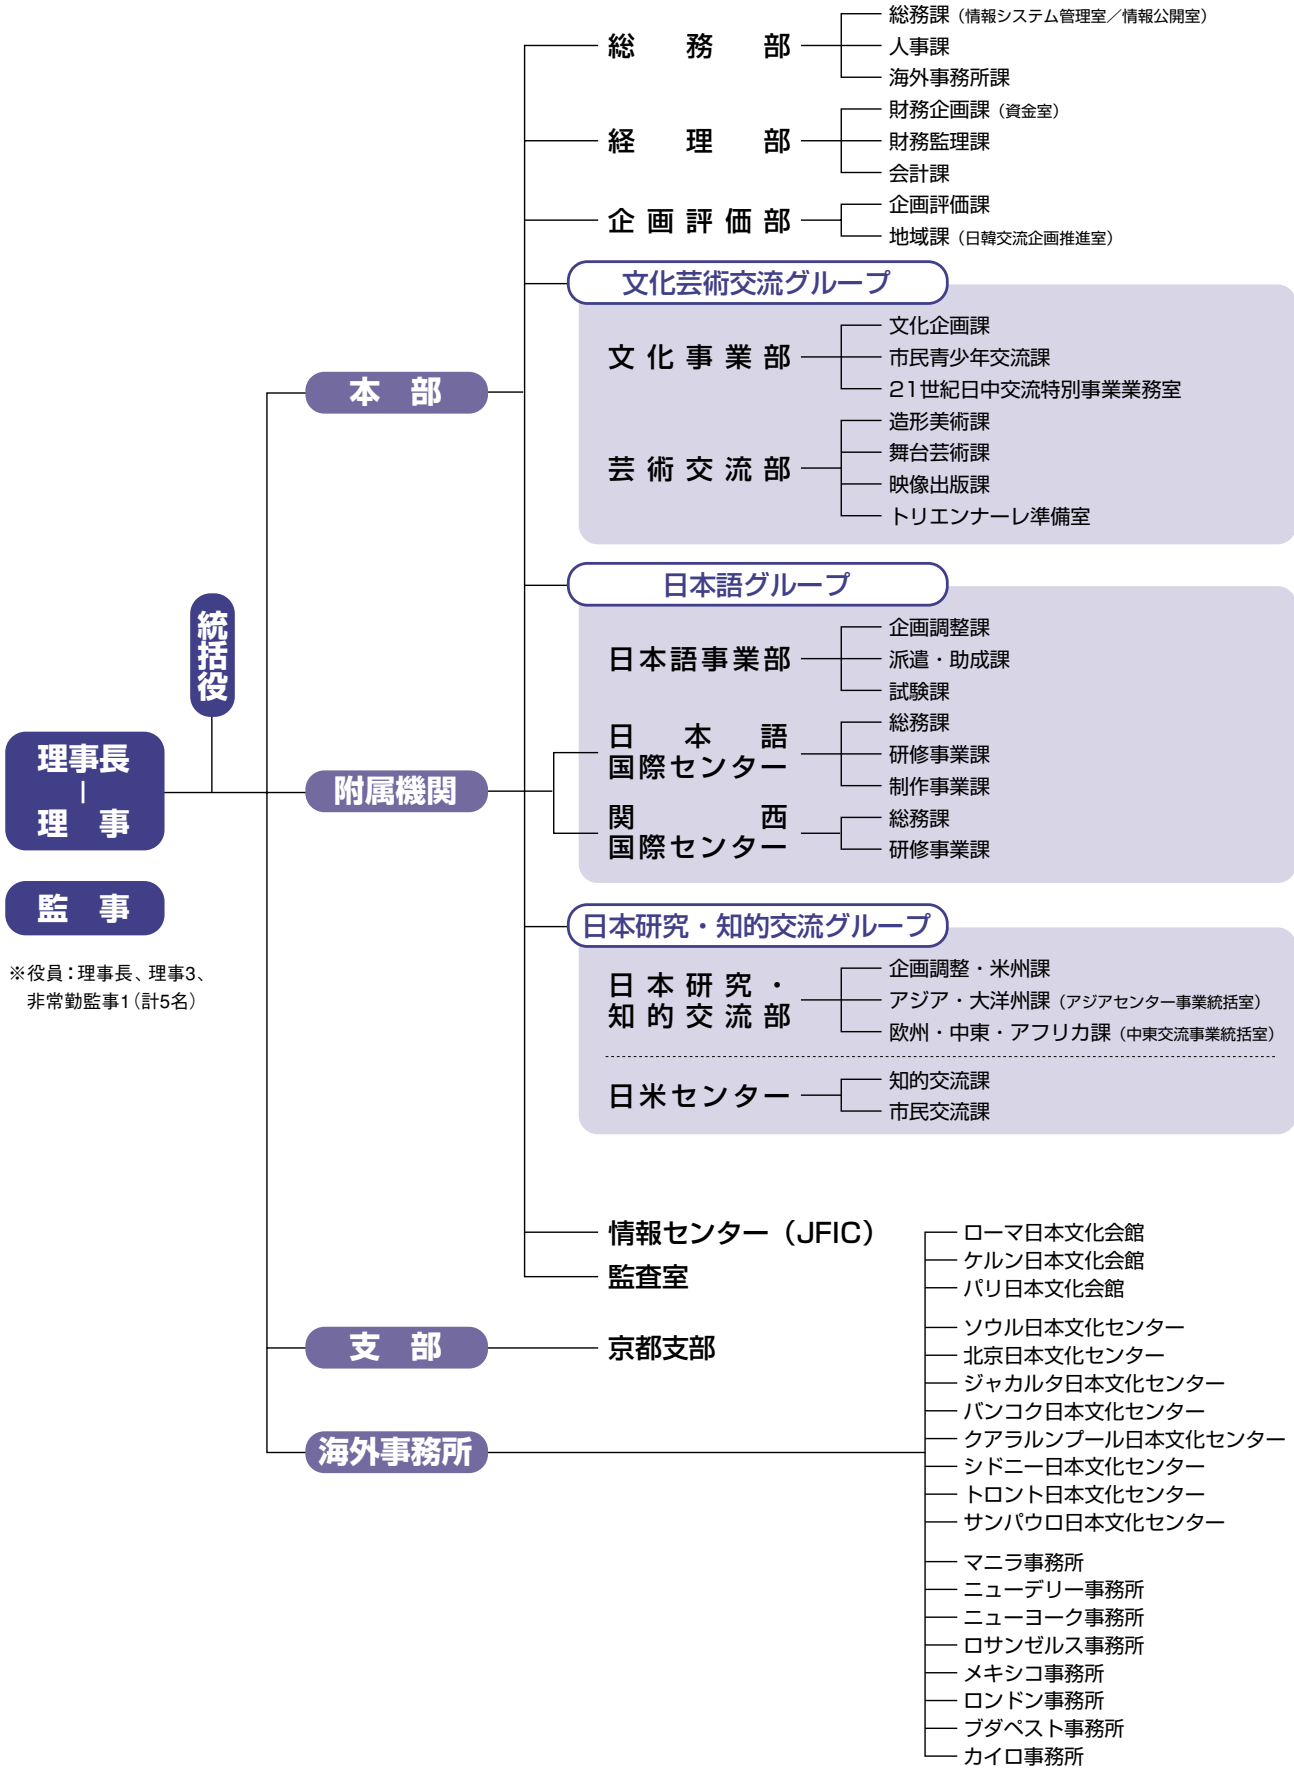 総務課（情報システム管理室／情報公開室）
総務部
人事課
海外事務所課
財務企画課（資金室）
経理部
財務監理課
会計課
企画評価課
企画評価部
地域課（日韓交流企画推進室）
文化芸術交流グループ
文化企画課
文化事業部
市民青少年交流課
21世紀日中交流特別事業業務室
造形美術課
舞台芸術課
芸術交流部
映像出版課
トリエンナーレ準備室
本部
日本語グループ
企画調整課
日本語事業部
派遣・助成課
試験課
日本語
国際センター
総務課
研修事業課
制作事業課
関西
国際センター
総務課
研修事業課
統括役
理事長
理事
附属機関
監事
※役員：理事長、理事3、
非常勤監事1（計5名）
日本研究・知的交流グループ
日本研究・
知的交流部
企画調整・米州課
アジア・大洋州課（アジアセンター事業統括室）
欧州・中東・アフリカ課（中東交流事業統括室）
日米センター
知的交流課
市民交流課
情報センター（JFIC）
監査室
支部
京都支部
海外事務所
ローマ日本文化会館
ケルン日本文化会館
パリ日本文化会館
ソウル日本文化センター
北京日本文化センター
ジャカルタ日本文化センター
バンコク日本文化センター
クアラルンプール日本文化センター
シドニー日本文化センター
トロント日本文化センター
サンパウロ日本文化センター
マニラ事務所
ニューデリー事務所
ニューヨーク事務所
ロサンゼルス事務所
メキシコ事務所
ロンドン事務所
ブダペスト事務所
カイロ事務所